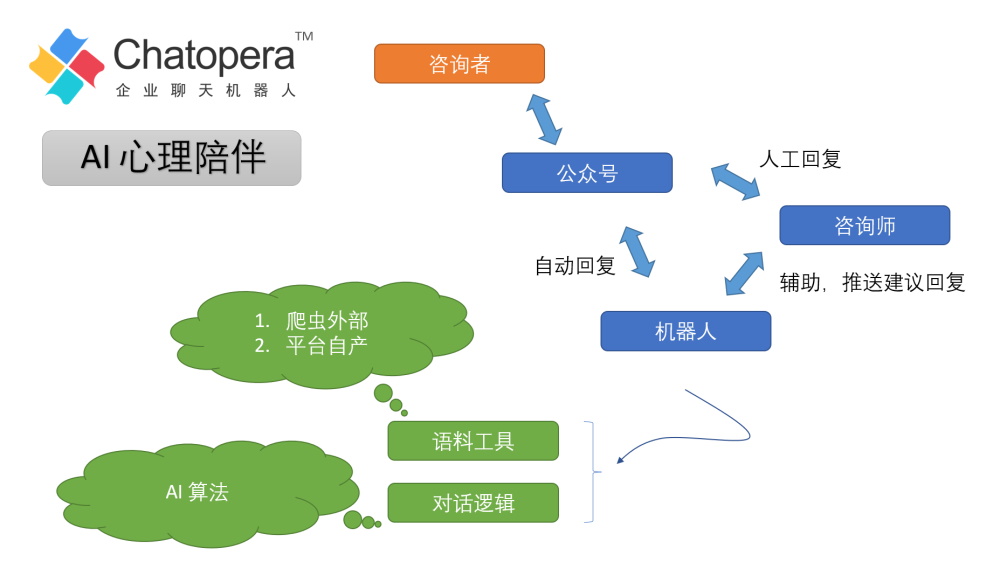 Chatopera™
企业聊天机器人
AI 心理陪伴
咨询者
公众号
人工回复
咨询师
自动回复
辅助，推送建议回复
机器人
1. 爬虫外部
2. 平台自产
语料工具
AI 算法
对话逻辑